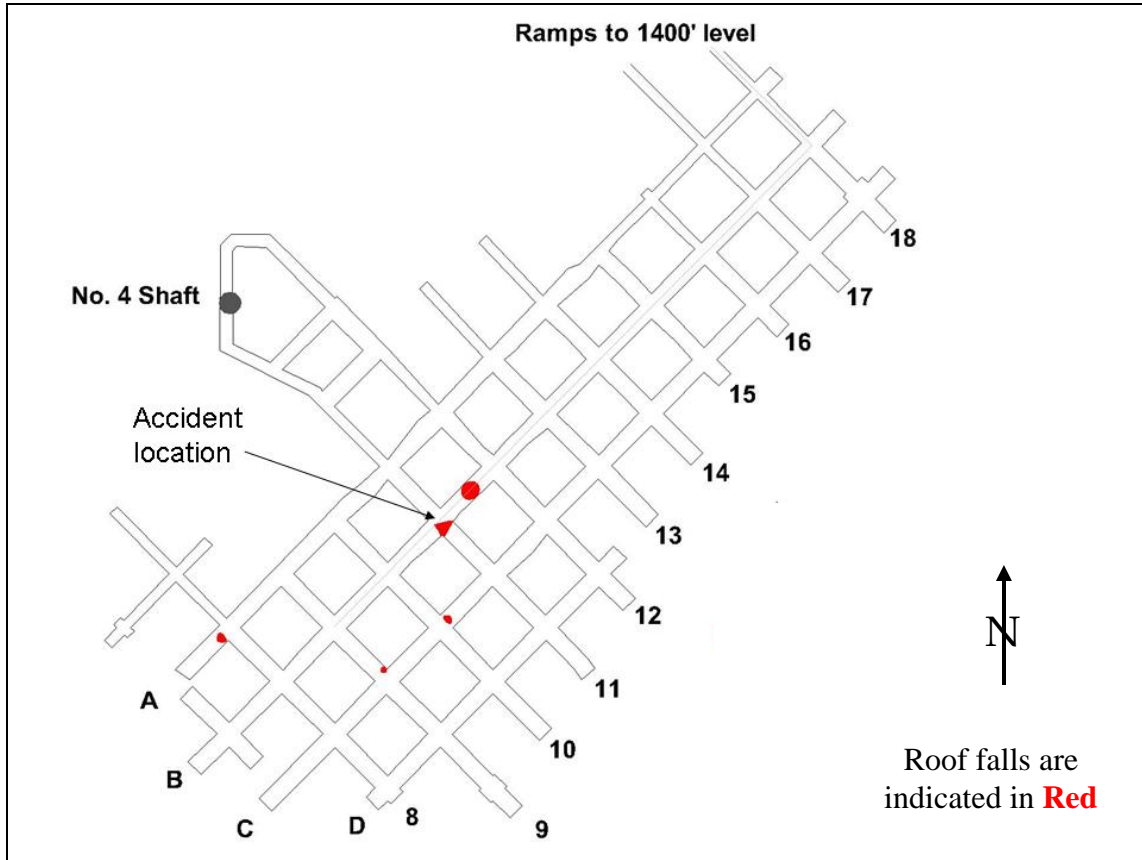 Ramps to 1400' level
18
No. 4 Shaft
17
16
15
Accident
location
14
13
12
N
11
A
10
B
Roof falls are
indicated in Red
C
D
8
9